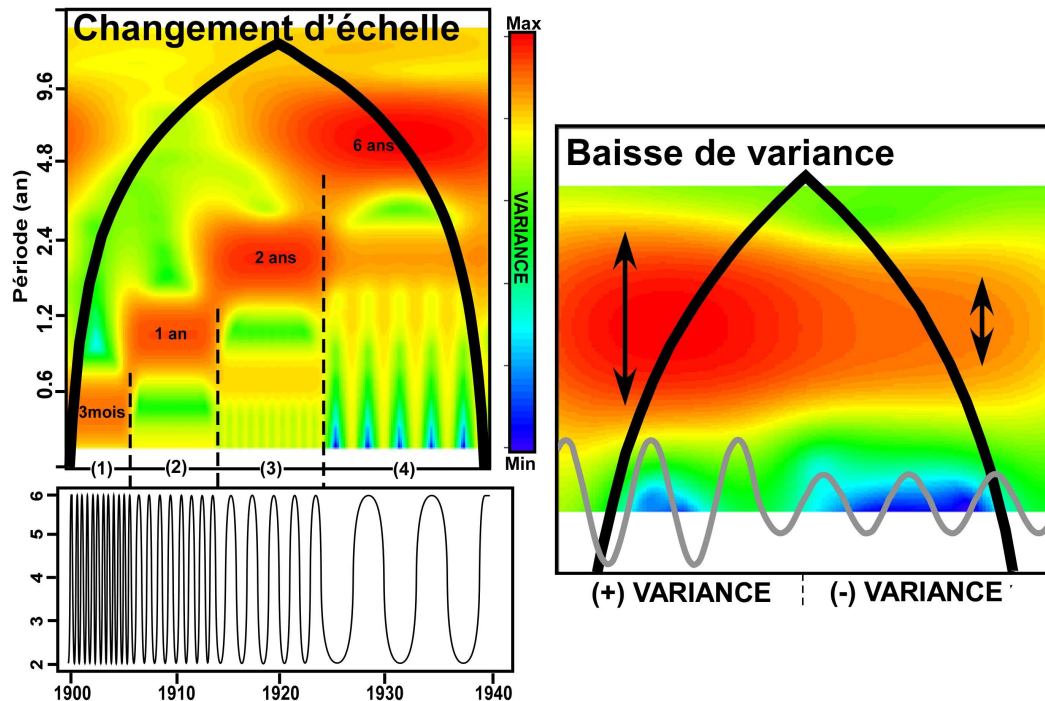 Changement d'échelle
Max
VARIANCE
Min
Période (an)
9.6
4.8
2.4
1.2
0.6
6 ans
2 ans
1 an
3mois
(1) (2) (3) (4)
6
5
4
3
2
1900 1910 1920 1930 1940
Baisse de variance
(+) VARIANCE (-) VARIANCE